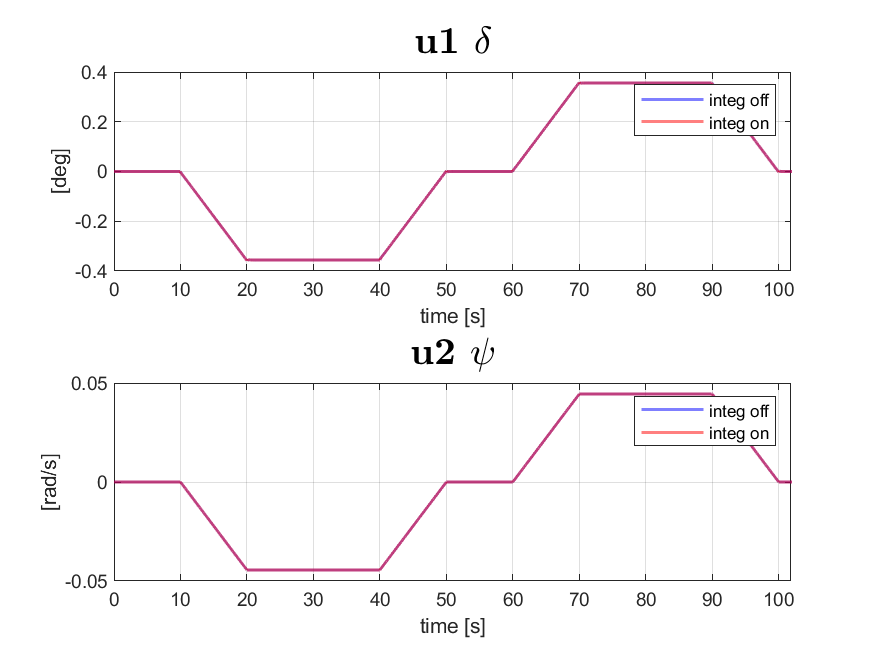 u1 δ
0.4
0.2
0
-0.2
-0.4
[deg]
integ off
integ on
0 10 20 30 40 50 60 70 80 90 100
time [s]
u2 ψ
0.05
0
-0.05
[rad/s]
integ off
integ on
0 10 20 30 40 50 60 70 80 90 100
time [s]